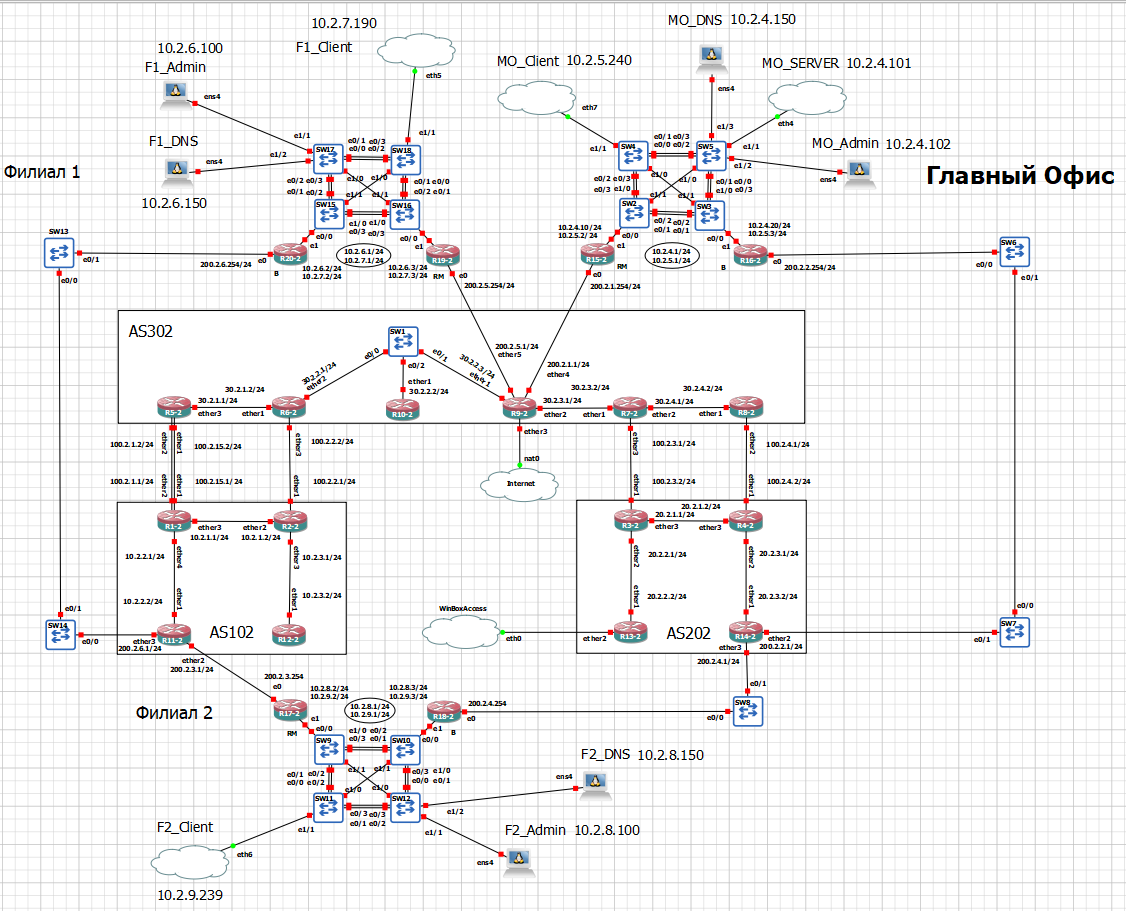 MO_DNS 10.2.4.150
10.2.7.190
F1_Client
10.2.6.100
F1_Admin
MO_Client 10.2.5.240
MO_SERVER 10.2.4.101
eth5
ens4
ens4
eth7
eth4
F1_DNS
e1/1
e1/1
e1/2
e0/1 e0/3
e0/0 e0/2
SW17
SW18
ens4
e1/3
e1/1
e0/1 e0/3
e0/0 e0/2
SW4
SW5
e1/1
e1/2
MO_Admin 10.2.4.102
ens4
Филиал 1
Главный Офис
10.2.6.150
e0/2 e0/3
e0/1 e0/2
e1/0
e1/0
e0/1 e0/0
e0/2 e0/1
e1/1
e1/1
SW15
SW16
e1/0 e1/0
e0/3 e0/3
e0/2 e0/3
e0/3 e1/0
e1/0
e1/0
e0/1 e0/0
e1/0 e0/3
e1/1
e1/1
SW2
SW3
e0/2 e0/2
e0/1 e0/1
SW13
e0/1
e0/0
200.2.6.254/24
e0
e1
e0/0
R20-2
B
10.2.6.1/24
10.2.7.1/24
10.2.6.2/24
10.2.7.2/24
10.2.6.3/24
10.2.7.3/24
e0/0
e1
R19-2
RM
e0
200.2.5.254/24
10.2.4.10/24
10.2.5.2/24
e0/0
e1
R15-2
RM
e0
200.2.1.254/24
10.2.4.1/24
10.2.5.1/24
10.2.4.20/24
10.2.5.3/24
e0/0
e1
R16-2
B
e0
200.2.2.254/24
SW6
e0/0
e0/1
AS302
SW1
e0/0
e0/1
e0/2
30.2.2.1/24
ether2
30.2.2.3/24
ether1
ether1
30.2.2.2/24
R10-2
200.2.5.1/24
ether5
200.2.1.1/24
ether4
R5-2
30.2.1.2/24
ether3
30.2.1.1/24
ether1
R6-2
R9-2
30.2.3.1/24
ether2
30.2.3.2/24
ether1
R7-2
30.2.4.1/24
ether2
30.2.4.2/24
ether1
R8-2
ether3
nat0
Internet
100.2.1.2/24
ether2
ether1
100.2.15.2/24
ether3
100.2.2.2/24
ether3
100.2.3.1/24
ether2
100.2.4.1/24
100.2.1.1/24
ether2
ether1
100.2.15.1/24
ether1
100.2.2.1/24
ether1
100.2.3.2/24
ether1
100.2.4.2/24
R1-2
ether3
10.2.1.1/24
ether2
10.2.1.2/24
R2-2
R3-2
20.2.1.1/24
ether3
20.2.1.2/24
ether3
R4-2
10.2.2.1/24
ether4
ether3
10.2.3.1/24
20.2.2.1/24
ether2
ether2
20.2.3.1/24
10.2.2.2/24
ether1
ether1
10.2.3.2/24
20.2.2.2/24
ether1
ether1
20.2.3.2/24
SW14
e0/1
e0/0
ether3
200.2.6.1/24
R11-2
AS102
R12-2
WinBoxAccess
eth0
ether2
R13-2
AS202
R14-2
ether2
200.2.2.1/24
ether3
200.2.4.1/24
e0/0
e0/1
SW7
ether2
200.2.3.1/24
200.2.3.254
e0
R17-2
RM
e1
e0/0
10.2.8.2/24
10.2.9.2/24
10.2.8.1/24
10.2.9.1/24
10.2.8.3/24
10.2.9.3/24
R18-2
B
e1
e0/0
200.2.4.254
e0
e0/1
e0/0
SW8
Филиал 2
SW9
SW10
e1/0 e0/2
e0/3 e0/1
e0/1 e0/2
e0/0 e0/2
e1/1
e1/1
e0/3 e1/0
e0/0 e0/1
e1/0
e1/0
SW11
SW12
e0/3 e0/3
e0/1 e0/2
e1/1
e1/2
e1/1
F2_DNS 10.2.8.150
ens4
F2_Client
eth6
F2_Admin 10.2.8.100
ens4
10.2.9.239